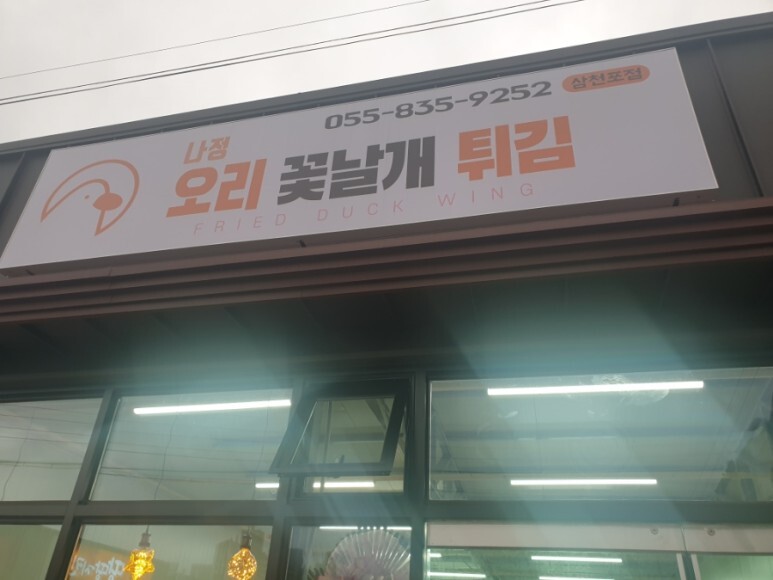 055-835-9252 삼천포점
나정
오리 꽃날개 튀김
FRIED DUCK WING